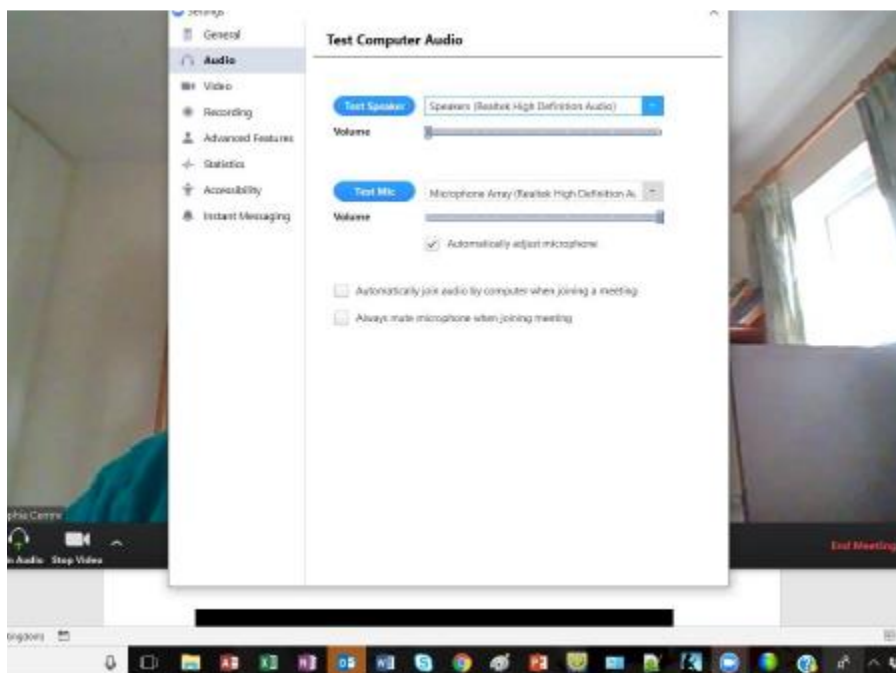 Settings
General
Audio
Video
Recording
Advanced Features
Statistics
Accessibility
Instant Messaging
Test Computer Audio
Test Speaker
Speakers (Realtek High Definition Audio)
Volume
Test Mic
Microphone Array (Realtek High Definition Au
Volume
Automatically adjust microphone
Automatically join audio by computer when joining a meeting
Always mute microphone when joining meeting
Audio Stop Video
End Meeting